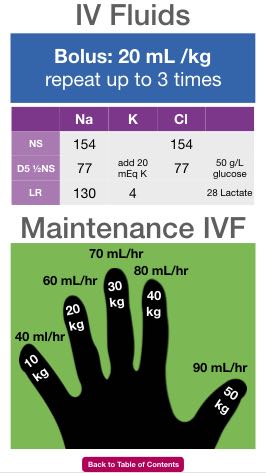 IV Fluids
Bolus: 20 mL /kg
repeat up to 3 times
Na K Cl
NS 154 154
D5 ½NS 77 add 20 mEq K 77 50 g/L glucose
LR 130 4 28 Lactate
Maintenance IVF
70 mL/hr
60 mL/hr 80 mL/hr
40 ml/hr 90 mL/hr
10 kg
20 kg
30 kg
40 kg
50 kg
Back to Table of Contents